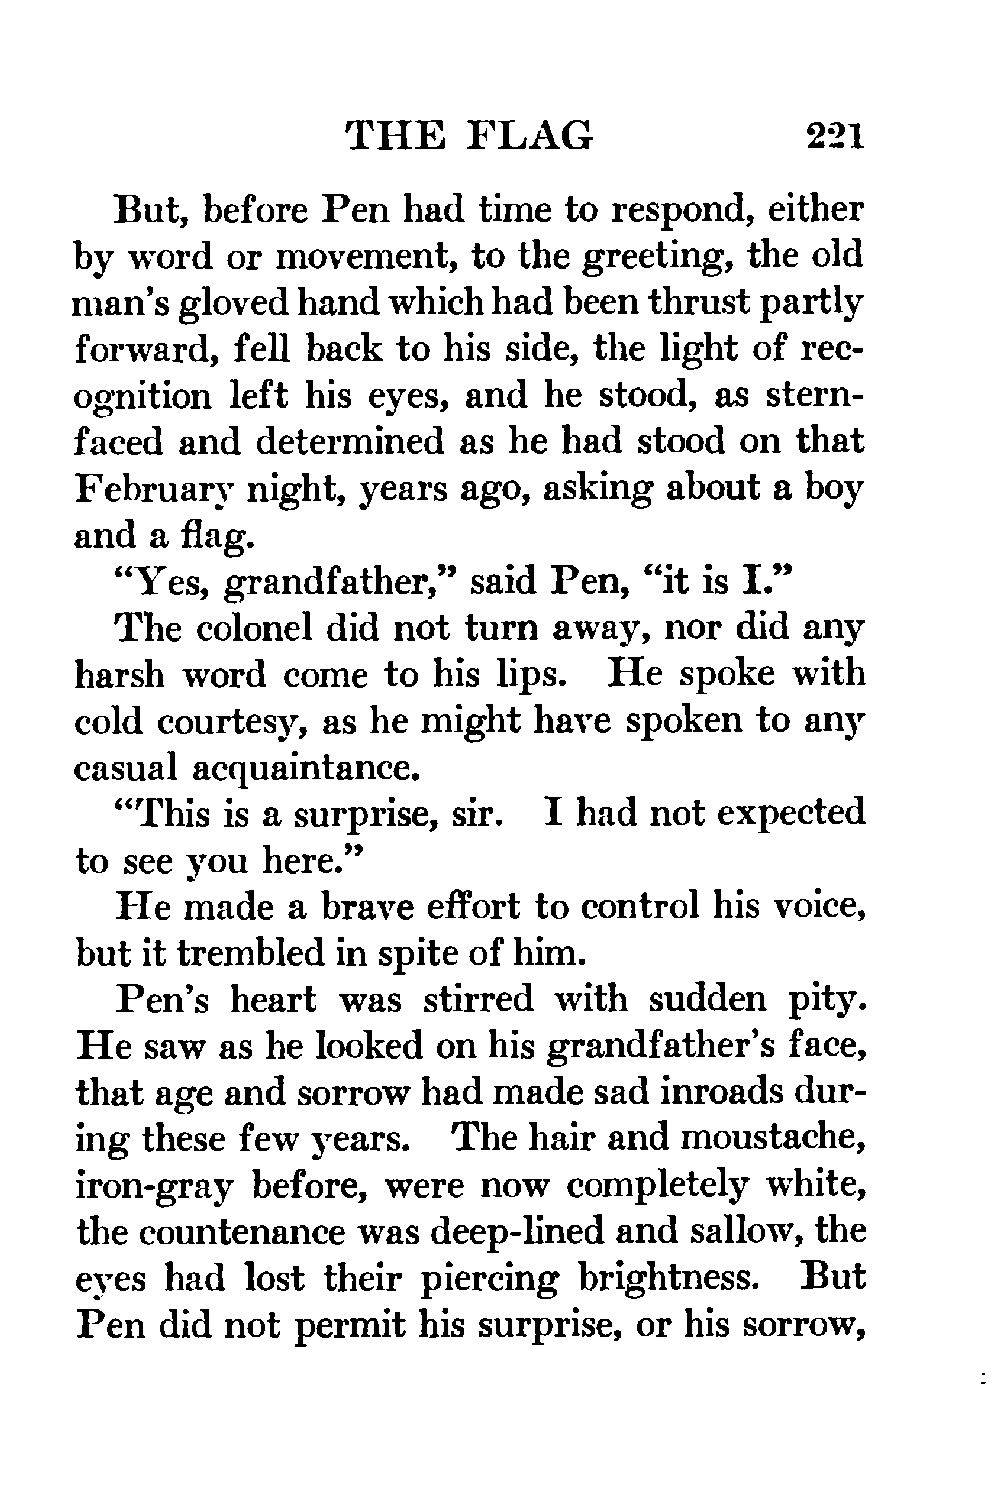 THE FLAG 221
But, before Pen had time to respond, either
by word or movement, to the greeting, the old
man's gloved hand which had been thrust partly
forward, fell back to his side, the light of rec-
ognition left his eyes, and he stood, as stern-
faced and determined as he had stood on that
February night, years ago, asking about a boy
and a flag.
“Yes, grandfather,” said Pen, “it is I.”
The colonel did not turn away, nor did any
harsh word come to his lips. He spoke with
cold courtesy, as he might have spoken to any
casual acquaintance.
“This is a surprise, sir. I had not expected
to see you here.”
He made a brave effort to control his voice,
but it trembled in spite of him.
Pen's heart was stirred with sudden pity.
He saw as he looked on his grandfather's face,
that age and sorrow had made sad inroads dur-
ing these few years. The hair and moustache,
iron-gray before, were now completely white,
the countenance was deep-lined and sallow, the
eyes had lost their piercing brightness. But
Pen did not permit his surprise, or his sorrow,